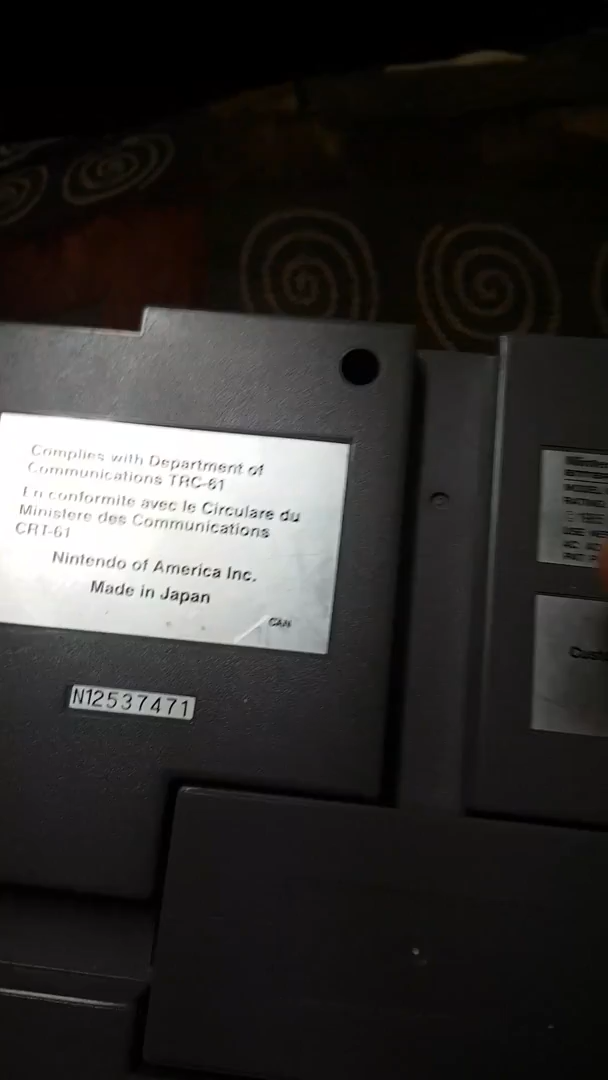 Complies with Department of
Communications TRC-61
En conformite avec le Circulare du
Ministere des Communications
CRT-61
Nintendo of America Inc.
Made in Japan
CAN
N12537471